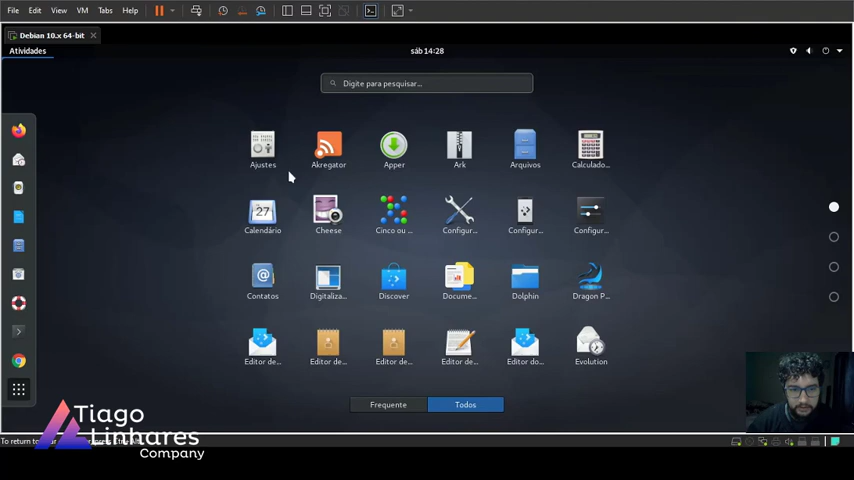 File Edit View VM Tabs Help
Debian 10.x 64-bit
Atividades sáb 14:28
Digite para pesquisar...
Ajustes Akregator Apper Ark Arquivos Calculado...
27
Calendário Cheese Cinco ou ... Configur... Configur... Configur...
Contatos Digitaliza... Discover Docume... Dolphin Dragon P...
Editor de... Editor de... Editor de... Editor de... Editor do... Evolution
Frequente Todos
Tiago
Linhares
Company
To return to